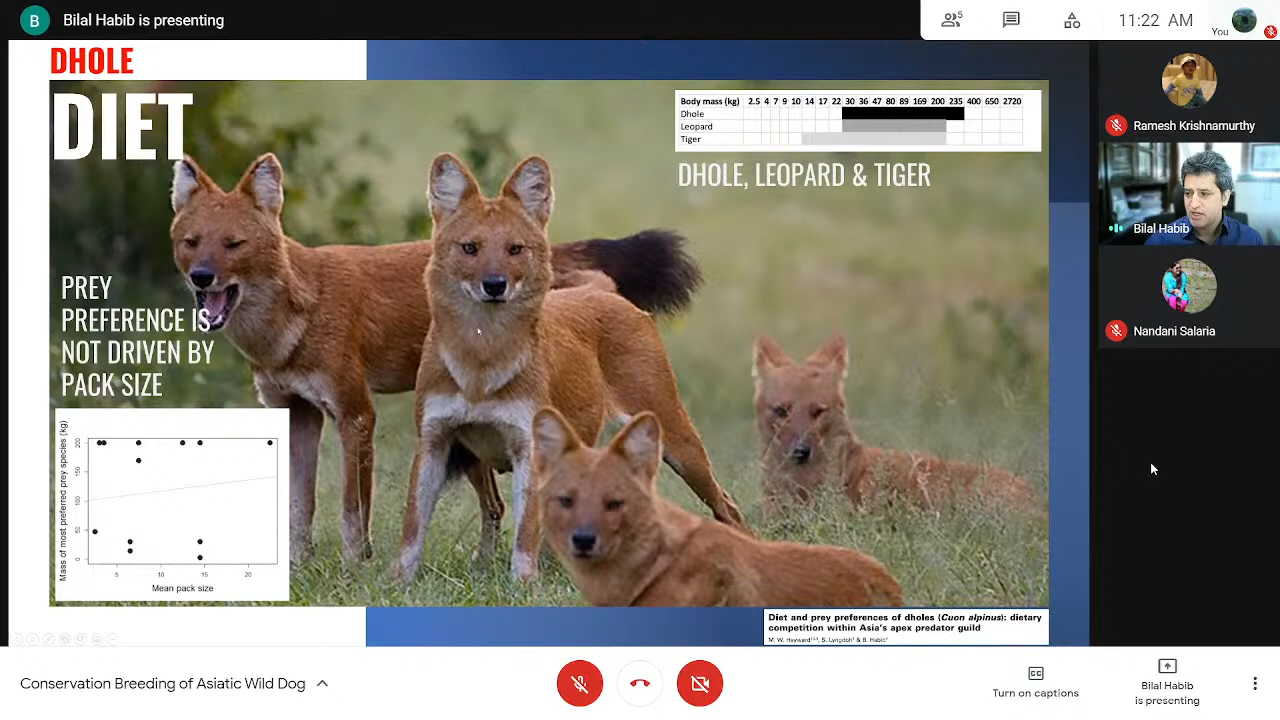 B
Bilal Habib is presenting
5
11:22 AM
You
DHOLE
DIET
Body mass (kg) 2.5 4 7 9 10 14 17 22 30 36 47 80 89 169 200 235 400 650 2720
Dhole
Leopard
Tiger
DHOLE, LEOPARD & TIGER
PREY
PREFERENCE IS
NOT DRIVEN BY
PACK SIZE
Mass of most preferred prey species (kg)
200
150
100
50
0
5 10 15 20
Mean pack size
Diet and prey preferences of dholes (Cuon alpinus): dietary
competition within Asia's apex predator guild
M. W. Hayward, S. Lyngdoh & B. Habib
Ramesh Krishnamurthy
Bilal Habib
Nandani Salaria
Conservation Breeding of Asiatic Wild Dog
CC
Turn on captions
Bilal Habib
is presenting